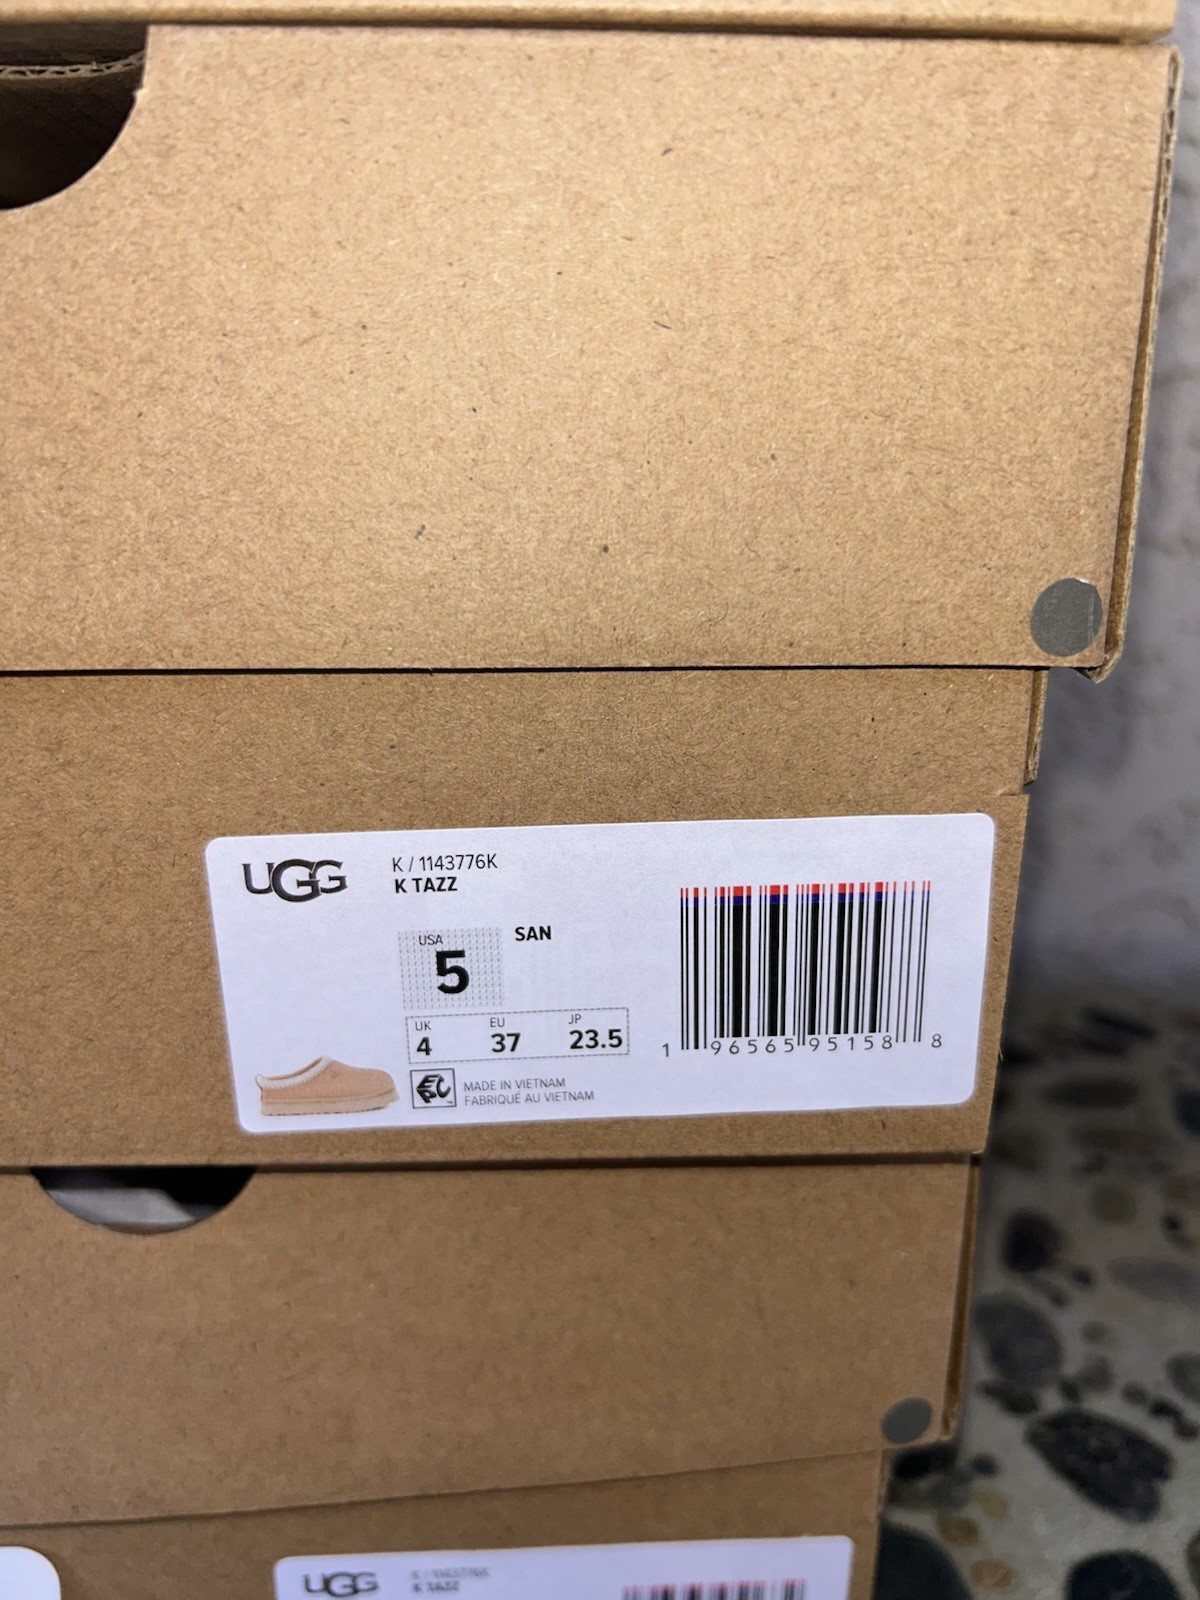 UGG
K / 1143776K
K TAZZ
USA
5
SAN
UK
4
EU
37
JP
23.5
1 96565 95158 8
EPC
MADE IN VIETNAM
FABRIQUÉ AU VIETNAM
UGG
K TAZZ